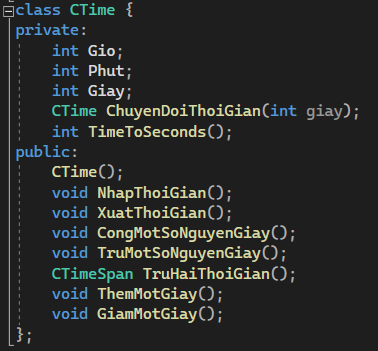 class CTime {
private:
    int Gio;
    int Phut;
    int Giay;
    CTime ChuyenDoiThoiGian(int giay);
    int TimeToSeconds();
public:
    CTime();
    void NhapThoiGian();
    void XuatThoiGian();
    void CongMotSoNguyenGiay();
    void TruMotSoNguyenGiay();
    CTimeSpan TruHaiThoiGian();
    void ThemMotGiay();
    void GiamMotGiay();
};